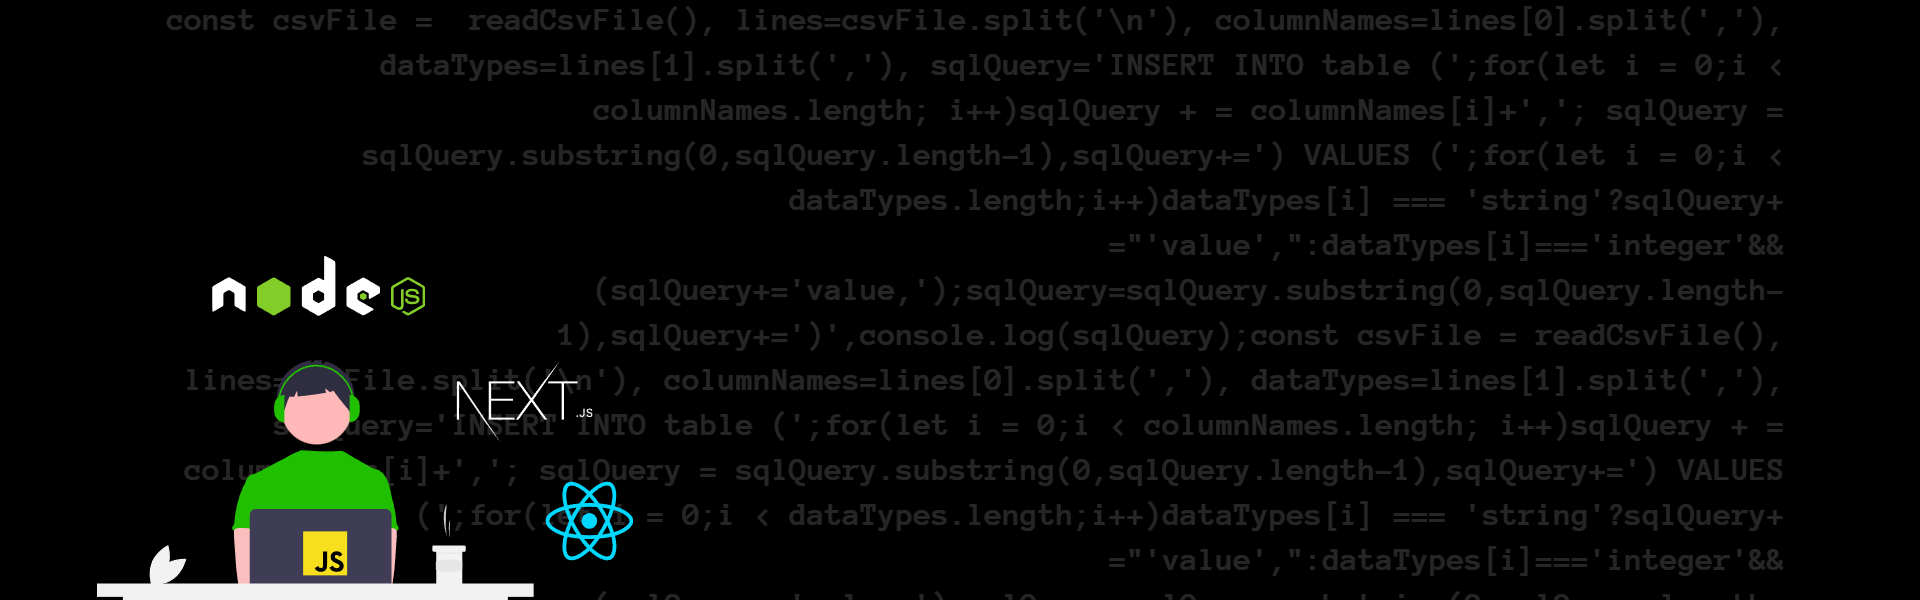 const csvFile =  readCsvFile(), lines=csvFile.split('\n'), columnNames=lines[0].split(','),
dataTypes=lines[1].split(','), sqlQuery='INSERT INTO table (';for(let i = 0;i <
columnNames.length; i++)sqlQuery + = columnNames[i]+','; sqlQuery =
sqlQuery.substring(0,sqlQuery.length-1),sqlQuery+=') VALUES (';for(let i = 0;i <
dataTypes.length;i++)dataTypes[i] === 'string'?sqlQuery+
="'value',":dataTypes[i]==='integer'&&
node JS
(sqlQuery+='value,');sqlQuery=sqlQuery.substring(0,sqlQuery.length-
1),sqlQuery+=')',console.log(sqlQuery);const csvFile = readCsvFile(),
lines= File.split('\n'), columnNames=lines[0].split(','), dataTypes=lines[1].split(','),
NEXT.JS
uery='INSERT INTO table (';for(let i = 0;i < columnNames.length; i++)sqlQuery + =
colu [i]+','; sqlQuery = sqlQuery.substring(0,sqlQuery.length-1),sqlQuery+=') VALUES
(';for(let i = 0;i < dataTypes.length;i++)dataTypes[i] === 'string'?sqlQuery+
JS
="'value',":dataTypes[i]==='integer'&&